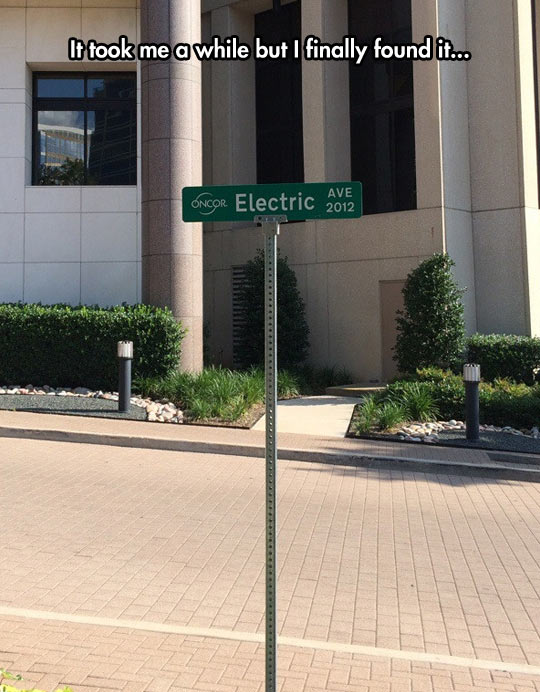 It took me a while but I finally found it...
ONCOR Electric AVE 2012